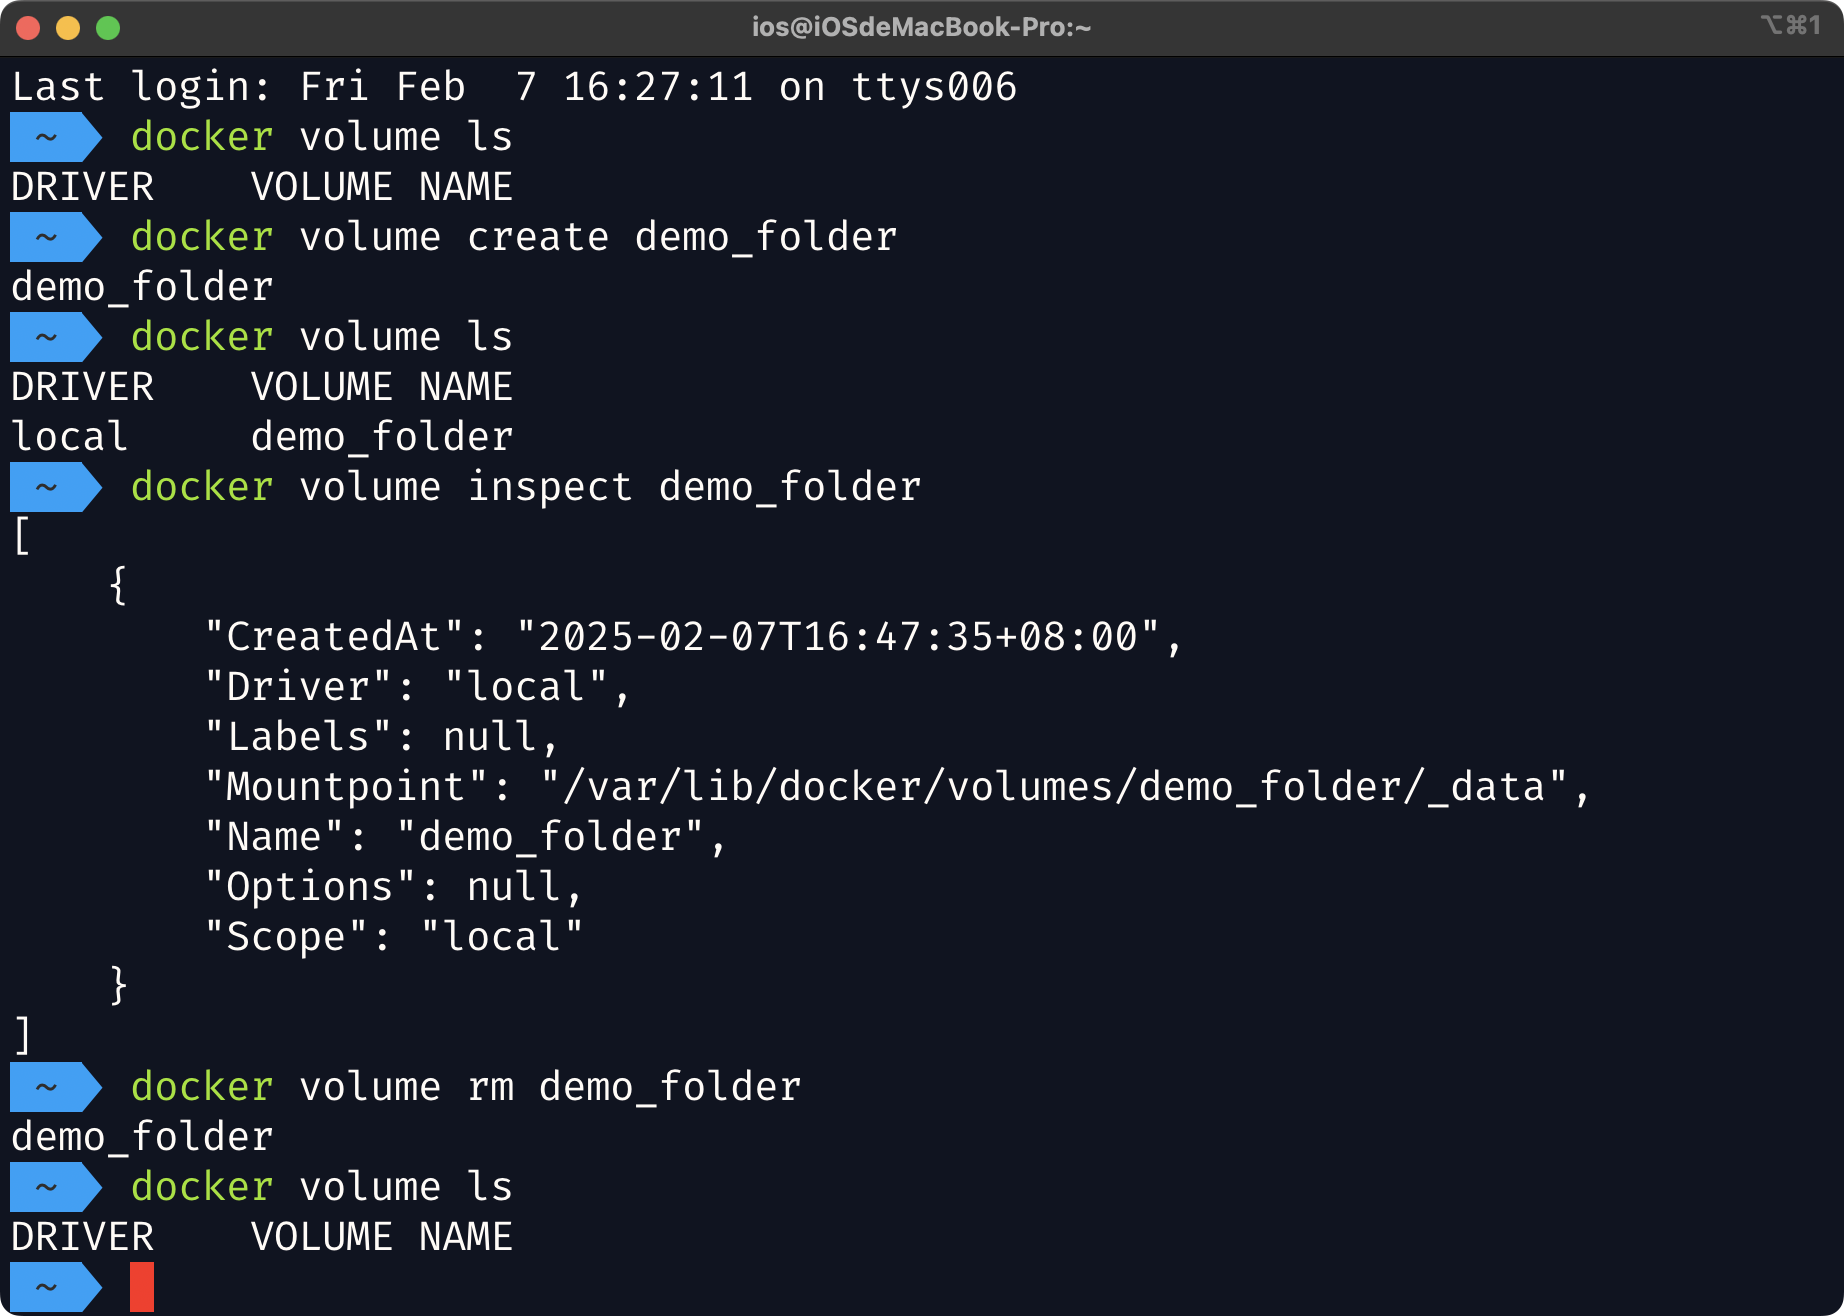 ios@iOSdeMacBook-Pro:~
⌥⌘1
Last login: Fri Feb  7 16:27:11 on ttys006
~ docker volume ls
DRIVER    VOLUME NAME
~ docker volume create demo_folder
demo_folder
~ docker volume ls
DRIVER    VOLUME NAME
local     demo_folder
~ docker volume inspect demo_folder
[
    {
        "CreatedAt": "2025-02-07T16:47:35+08:00",
        "Driver": "local",
        "Labels": null,
        "Mountpoint": "/var/lib/docker/volumes/demo_folder/_data",
        "Name": "demo_folder",
        "Options": null,
        "Scope": "local"
    }
]
~ docker volume rm demo_folder
demo_folder
~ docker volume ls
DRIVER    VOLUME NAME
~